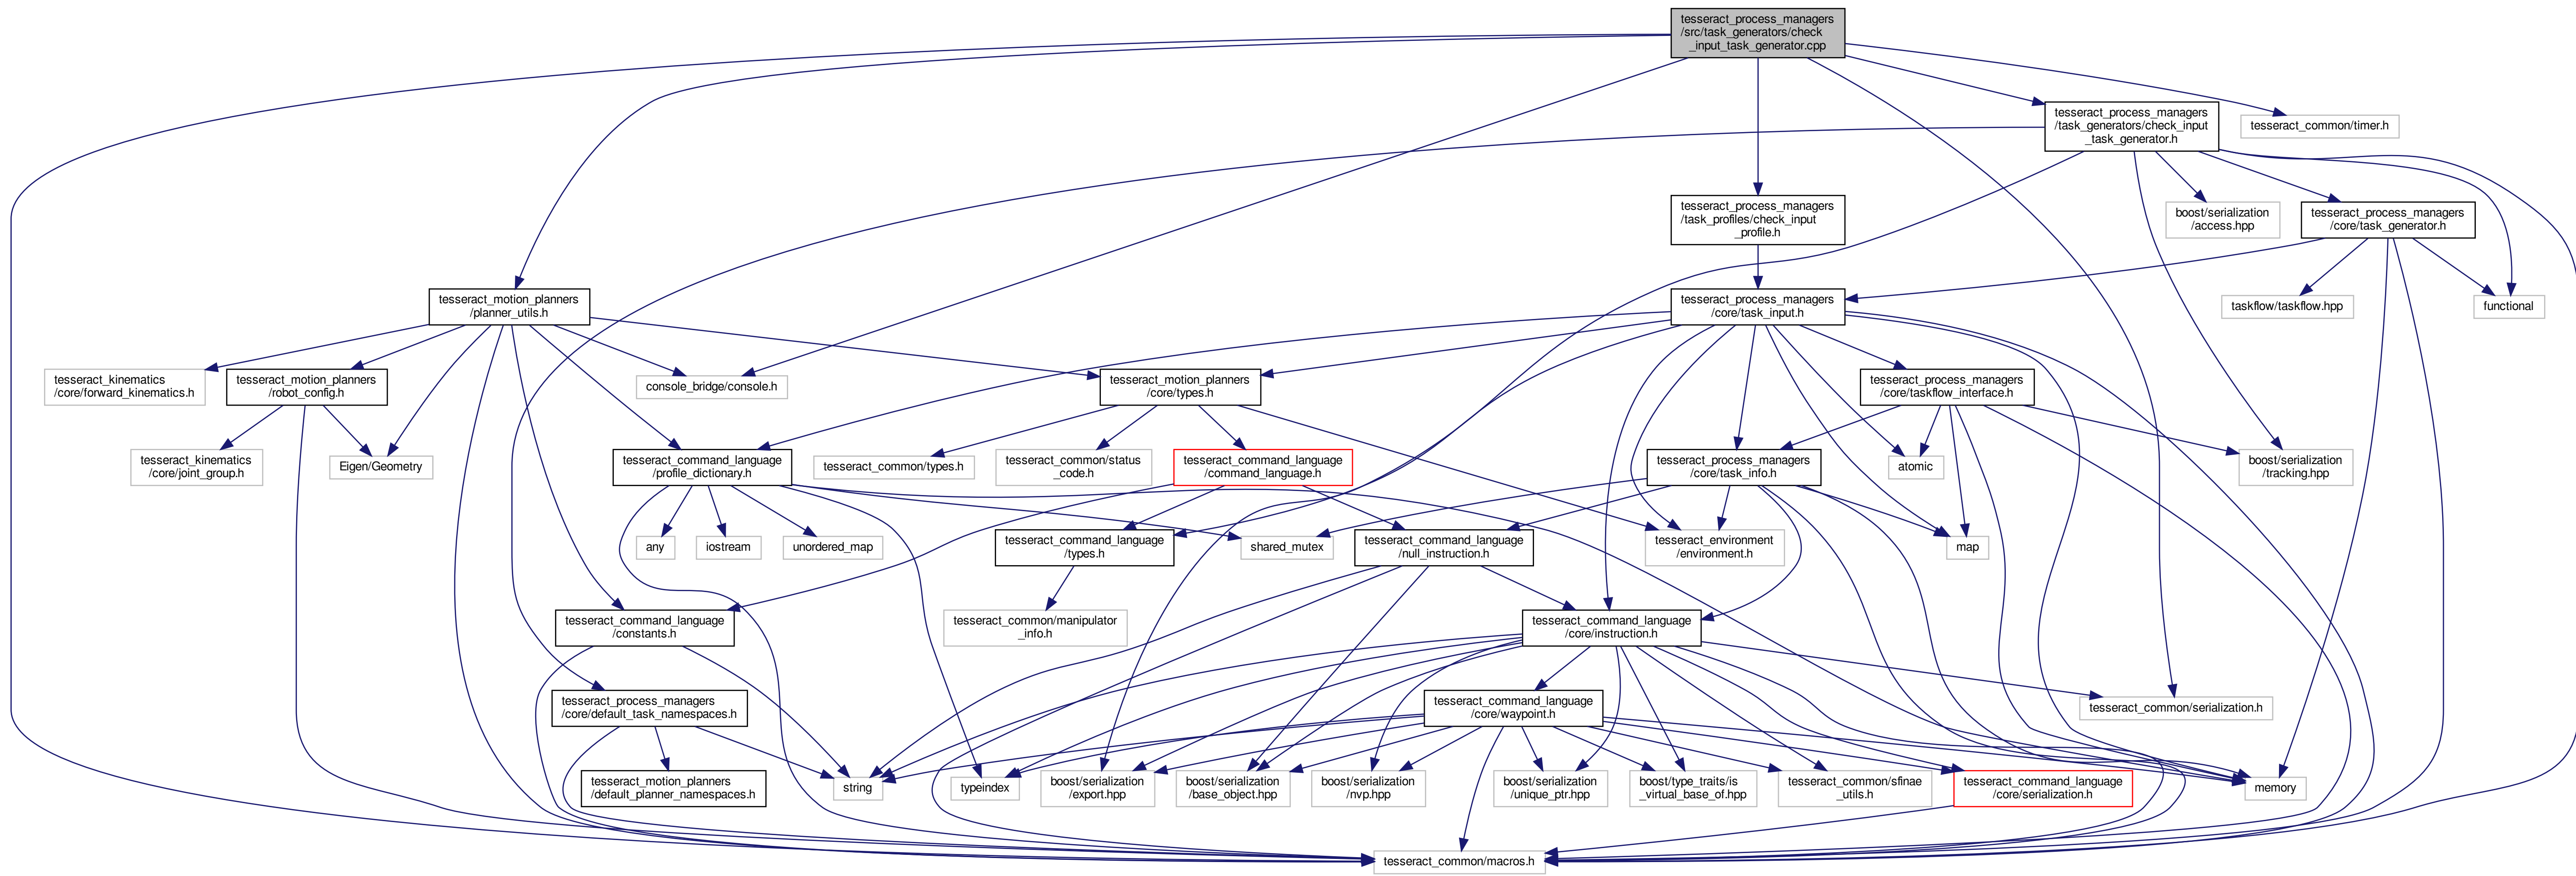 tesseract_process_managers
/src/task_generators/check
_input_task_generator.cpp
tesseract_process_managers
/task_generators/check_input
_task_generator.h
tesseract_common/timer.h
tesseract_process_managers
/task_profiles/check_input
_profile.h
boost/serialization
/access.hpp
tesseract_process_managers
/core/task_generator.h
tesseract_motion_planners
/planner_utils.h
tesseract_process_managers
/core/task_input.h
taskflow/taskflow.hpp
functional
tesseract_kinematics
/core/forward_kinematics.h
tesseract_motion_planners
/robot_config.h
console_bridge/console.h
tesseract_motion_planners
/core/types.h
tesseract_process_managers
/core/taskflow_interface.h
tesseract_kinematics
/core/joint_group.h
Eigen/Geometry
tesseract_command_language
/profile_dictionary.h
tesseract_common/types.h
tesseract_common/status
_code.h
tesseract_command_language
/command_language.h
tesseract_process_managers
/core/task_info.h
atomic
boost/serialization
/tracking.hpp
any
iostream
unordered_map
tesseract_command_language
/types.h
shared_mutex
tesseract_command_language
/null_instruction.h
tesseract_environment
/environment.h
map
tesseract_command_language
/constants.h
tesseract_common/manipulator
_info.h
tesseract_command_language
/core/instruction.h
tesseract_process_managers
/core/default_task_namespaces.h
tesseract_command_language
/core/waypoint.h
tesseract_common/serialization.h
tesseract_motion_planners
/default_planner_namespaces.h
string
typeindex
boost/serialization
/export.hpp
boost/serialization
/base_object.hpp
boost/serialization
/nvp.hpp
boost/serialization
/unique_ptr.hpp
boost/type_traits/is
_virtual_base_of.hpp
tesseract_common/sfinae
_utils.h
tesseract_command_language
/core/serialization.h
memory
tesseract_common/macros.h